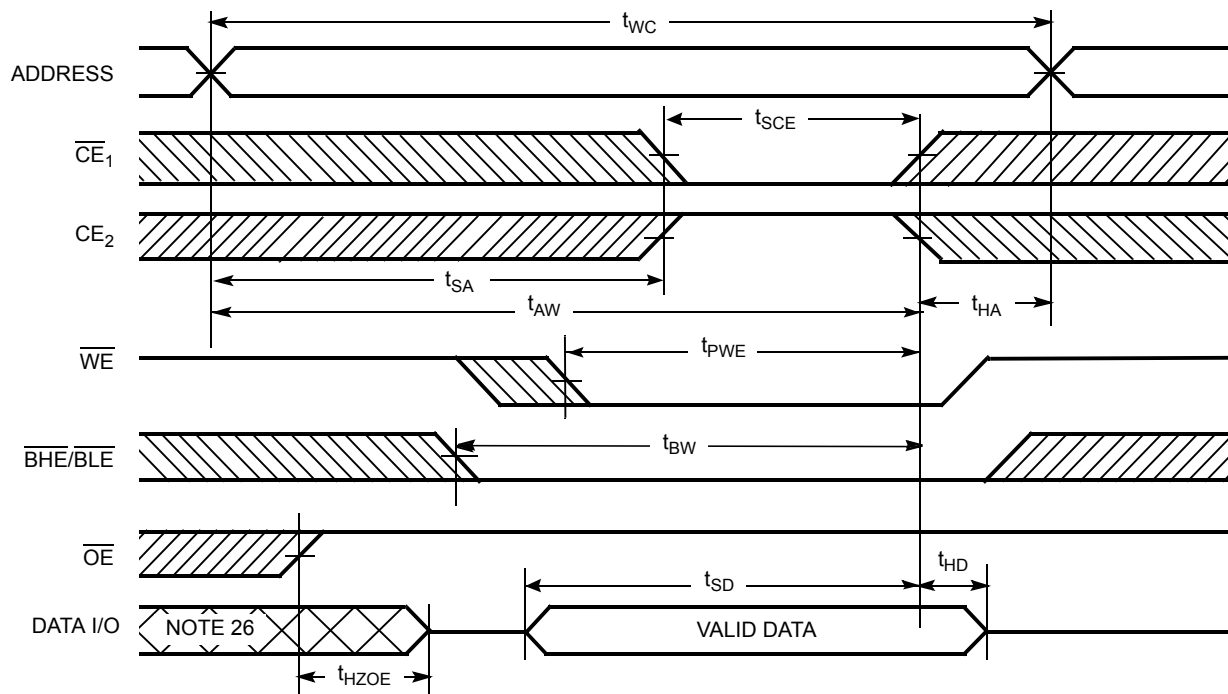 tWC
ADDRESS
tSCE
CE1
CE2
tSA
tAW
tHA
WE
tPWE
BHE/BLE
tBW
OE
tHD
tSD
DATA I/O
NOTE 26
VALID DATA
tHZOE